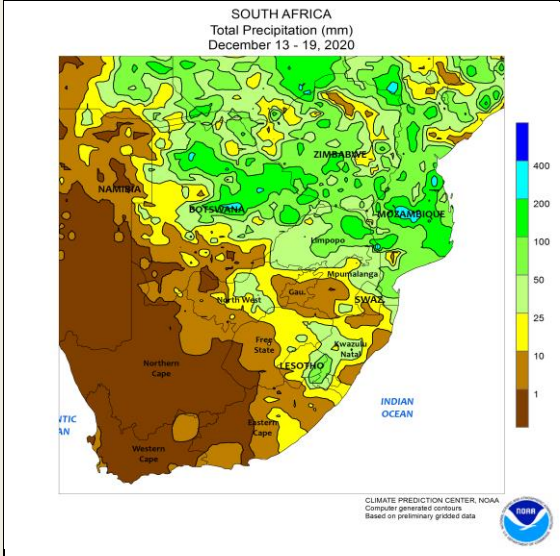 SOUTH AFRICA
Total Precipitation (mm)
December 13 - 19, 2020
ZIMBABWE
NAMIBIA
BOTSWANA
MOZAMBIQUE
Limpopo
Mpumalanga
Gau.
North West
SWAZ.
Free
State
Kwazulu
Natal
LESOTHO
Northern
Cape
Eastern
Cape
Western
Cape
NTIC
AN
INDIAN
OCEAN
400
200
100
50
25
10
1
CLIMATE PREDICTION CENTER, NOAA
Computer generated contours
Based on preliminary gridded data
NOAA